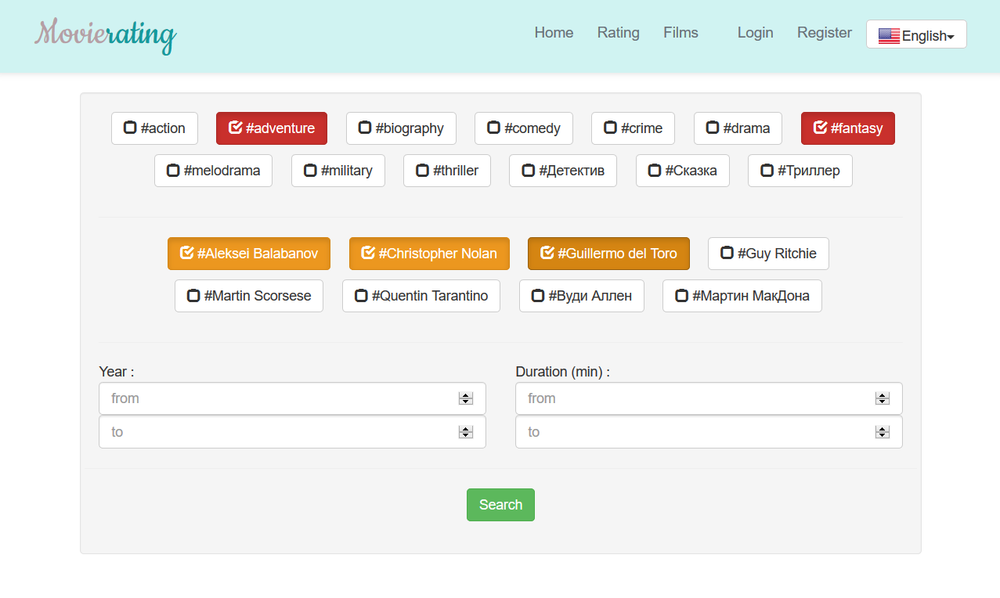 Movierating Home Rating Films Login Register English
#action #adventure #biography #comedy #crime #drama #fantasy
#melodrama #military #thriller #Детектив #Сказка #Триллер
#Aleksei Balabanov #Christopher Nolan #Guillermo del Toro #Guy Ritchie
#Martin Scorsese #Quentin Tarantino #Вуди Аллен #Мартин МакДона
Year : Duration (min) :
from from
to to
Search